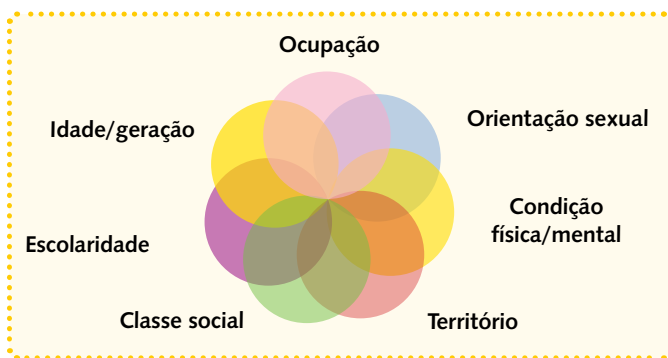 Ocupação
Orientação sexual
Idade/geração
Condição
física/mental
Escolaridade
Classe social
Território